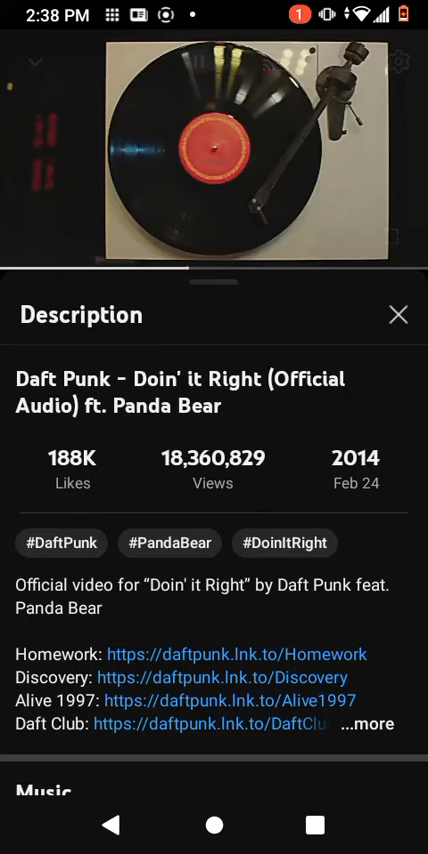 2:38 PM
1
Description
Daft Punk - Doin' it Right (Official
Audio) ft. Panda Bear
188K 18,360,829 2014
Likes Views Feb 24
#DaftPunk #PandaBear #DoinItRight
Official video for “Doin' it Right” by Daft Punk feat.
Panda Bear
Homework: https://daftpunk.lnk.to/Homework
Discovery: https://daftpunk.lnk.to/Discovery
Alive 1997: https://daftpunk.lnk.to/Alive1997
Daft Club: https://daftpunk.lnk.to/DaftClu ...more
Music